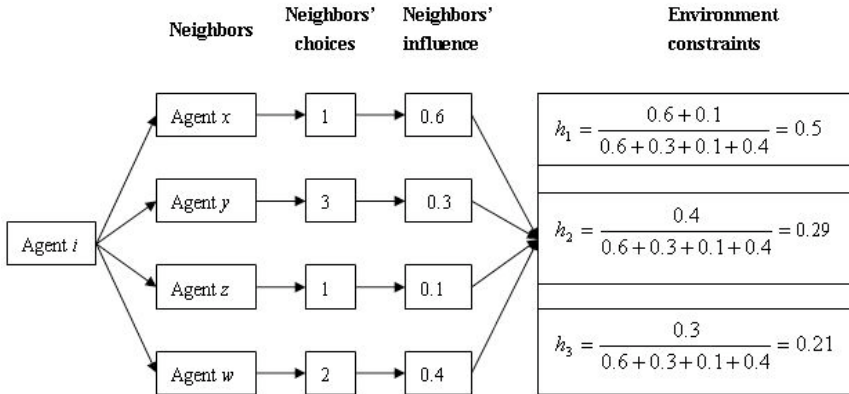 Neighbors
Neighbors' choices
Neighbors' influence
Environment constraints
Agent i
Agent x
1
0.6
Agent y
3
0.3
Agent z
1
0.1
Agent w
2
0.4
h₁ = (0.6 + 0.1) / (0.6 + 0.3 + 0.1 + 0.4) = 0.5
h₂ = 0.4 / (0.6 + 0.3 + 0.1 + 0.4) = 0.29
h₃ = 0.3 / (0.6 + 0.3 + 0.1 + 0.4) = 0.21